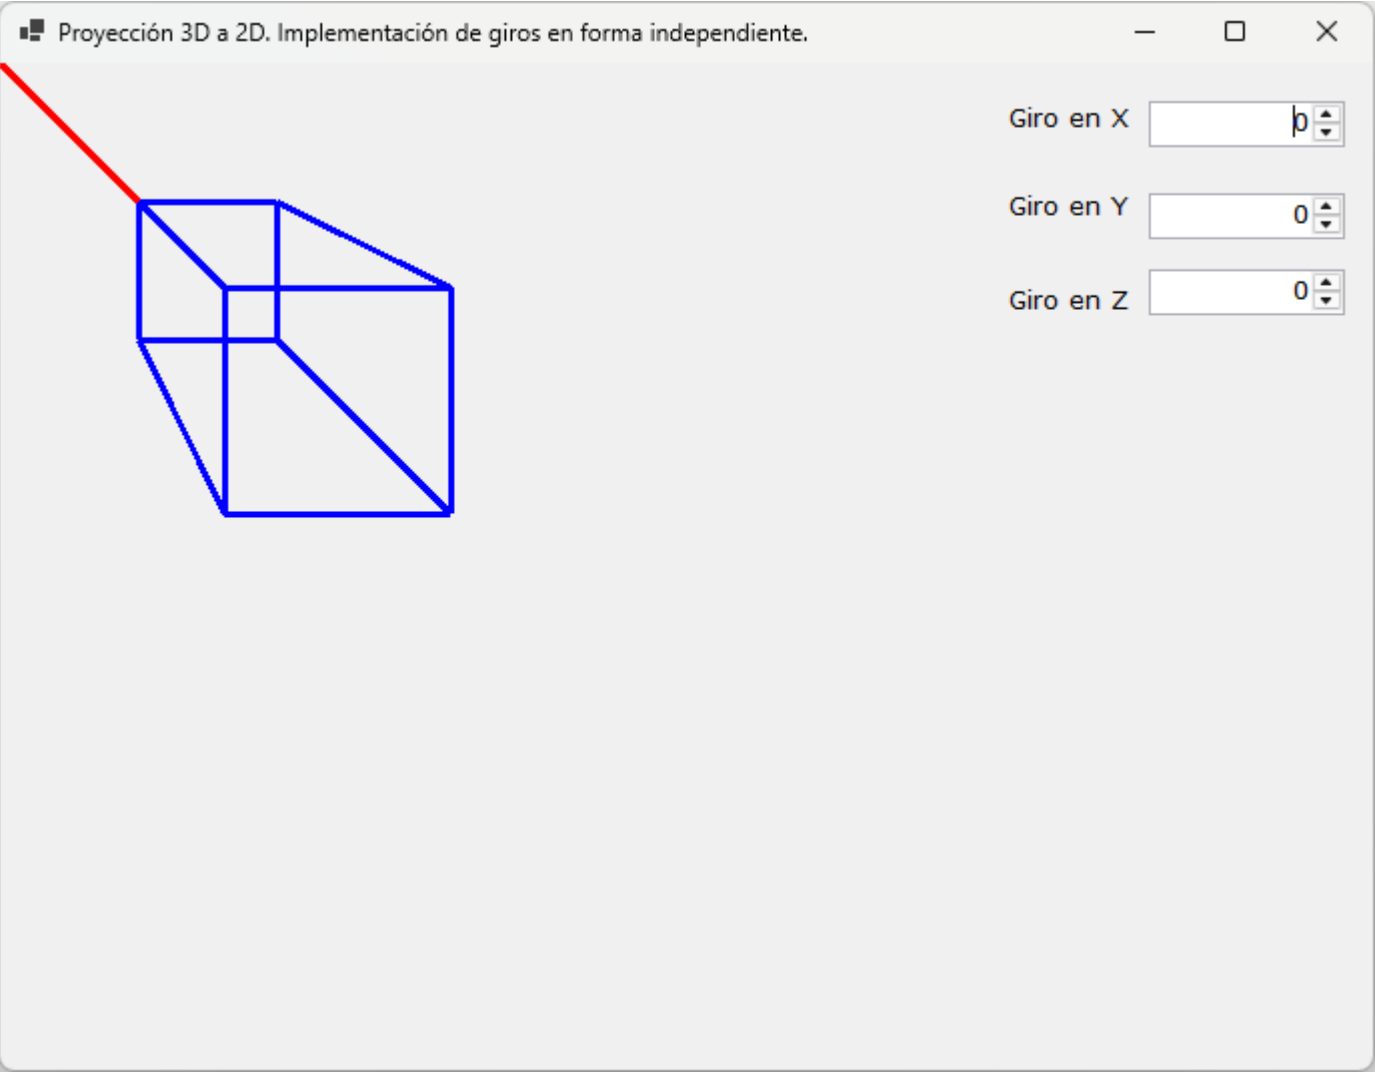 Proyección 3D a 2D. Implementación de giros en forma independiente.
Giro en X 0
Giro en Y 0
Giro en Z 0